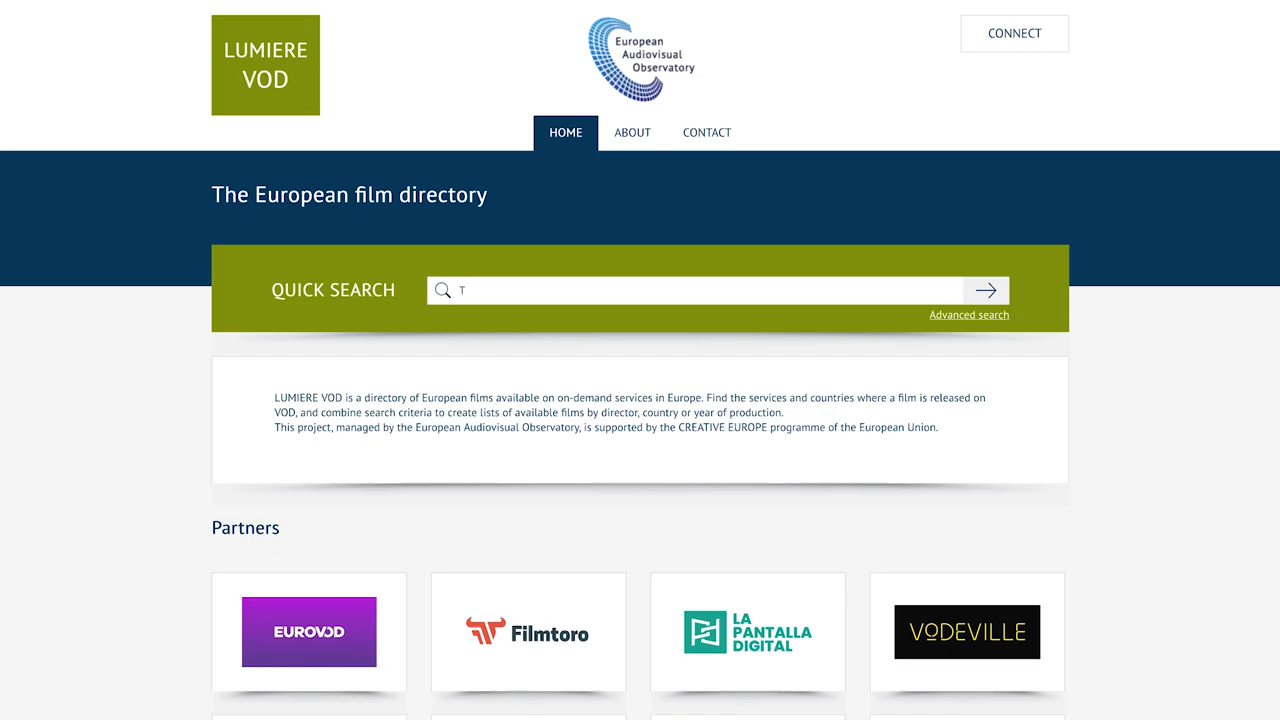 LUMIERE
VOD
European
Audiovisual
Observatory
CONNECT
HOME
ABOUT
CONTACT
The European film directory
QUICK SEARCH
T
Advanced search
LUMIERE VOD is a directory of European films available on on-demand services in Europe. Find the services and countries where a film is released on
VOD, and combine search criteria to create lists of available films by director, country or year of production.
This project, managed by the European Audiovisual Observatory, is supported by the CREATIVE EUROPE programme of the European Union.
Partners
EUROVOD
Filmtoro
LA
PANTALLA
DIGITAL
VODEVILLE